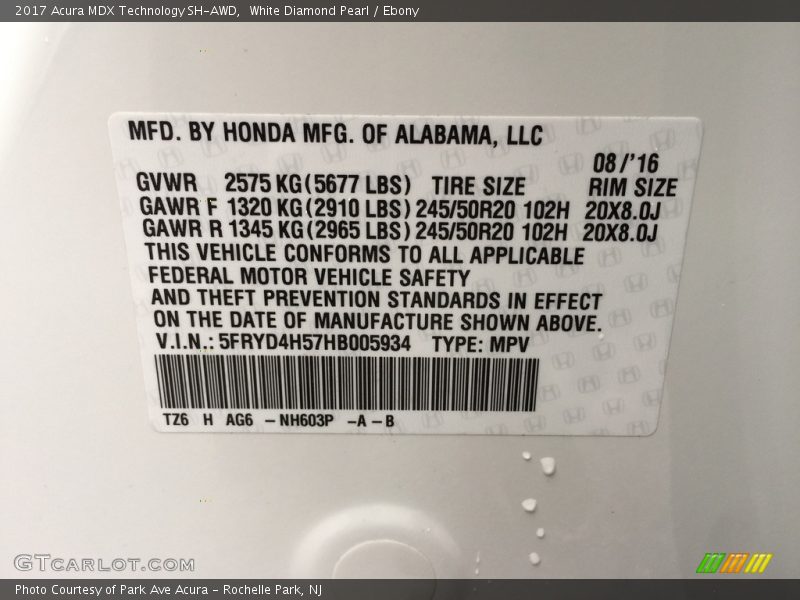 2017 Acura MDX Technology SH-AWD,  White Diamond Pearl / Ebony
MFD. BY HONDA MFG. OF ALABAMA, LLC
08/'16
GVWR 2575 KG(5677 LBS) TIRE SIZE RIM SIZE
GAWR F 1320 KG(2910 LBS) 245/50R20 102H 20X8.0J
GAWR R 1345 KG(2965 LBS) 245/50R20 102H 20X8.0J
THIS VEHICLE CONFORMS TO ALL APPLICABLE
FEDERAL MOTOR VEHICLE SAFETY
AND THEFT PREVENTION STANDARDS IN EFFECT
ON THE DATE OF MANUFACTURE SHOWN ABOVE.
V.I.N.: 5FRYD4H57HB005934 TYPE: MPV
TZ6 H AG6 -NH603P -A-B
GTCARLOT.COM
Photo Courtesy of Park Ave Acura - Rochelle Park, NJ